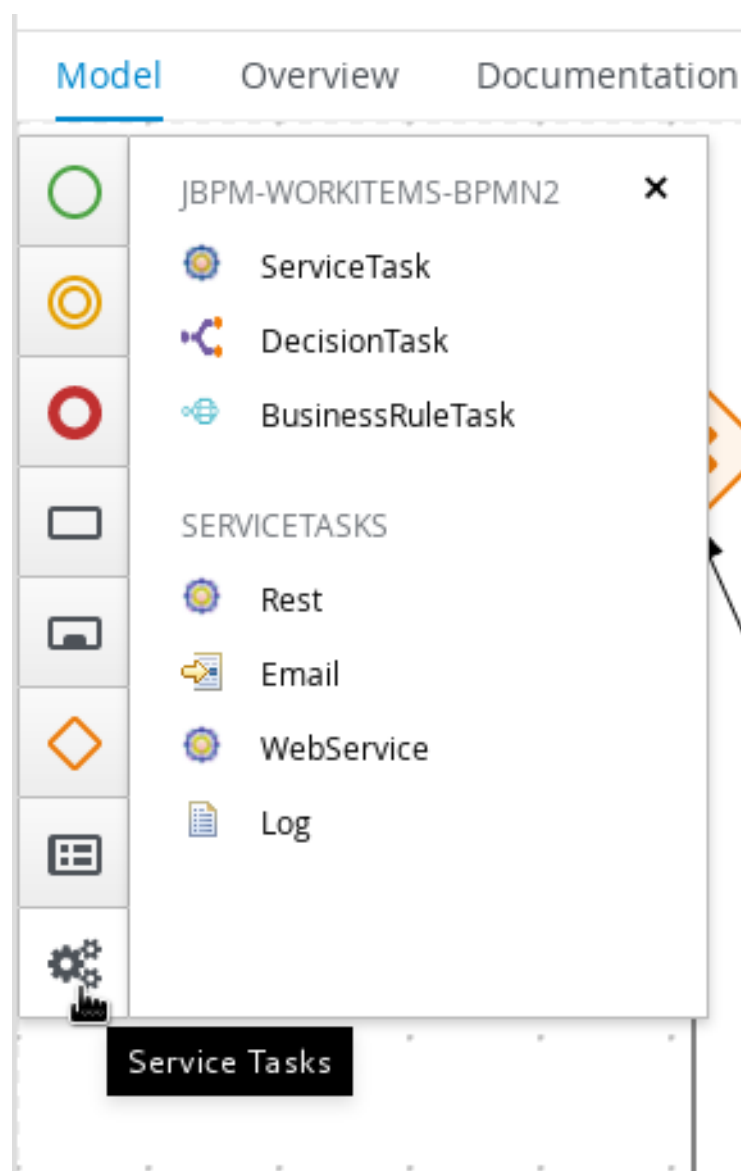 Model Overview Documentation
JBPM-WORKITEMS-BPMN2
ServiceTask
DecisionTask
BusinessRuleTask
SERVICETASKS
Rest
Email
WebService
Log
Service Tasks